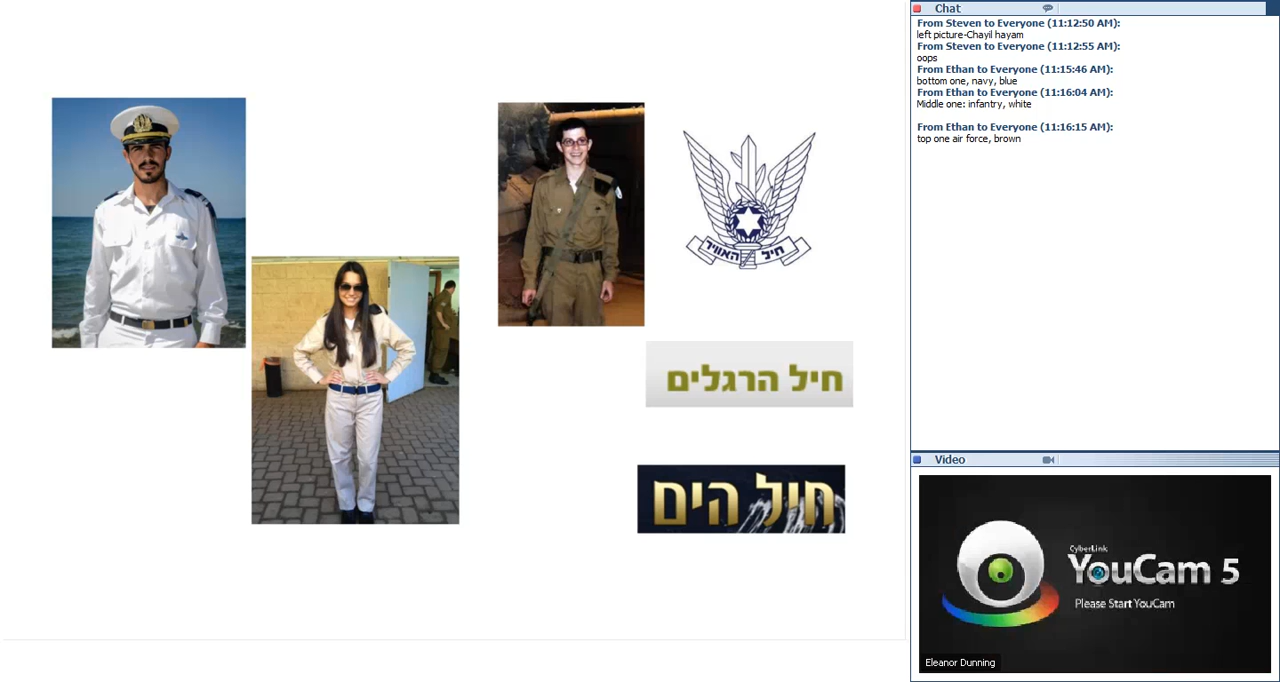 חיל האוויר
חיל הרגלים
חיל הים
Chat
From Steven to Everyone (11:12:50 AM):
left picture-Chayil hayam
From Steven to Everyone (11:12:55 AM):
oops
From Ethan to Everyone (11:15:46 AM):
bottom one, navy, blue
From Ethan to Everyone (11:16:04 AM):
Middle one: infantry, white
From Ethan to Everyone (11:16:15 AM):
top one air force, brown
Video
CyberLink
YouCam 5
Please Start YouCam
Eleanor Dunning